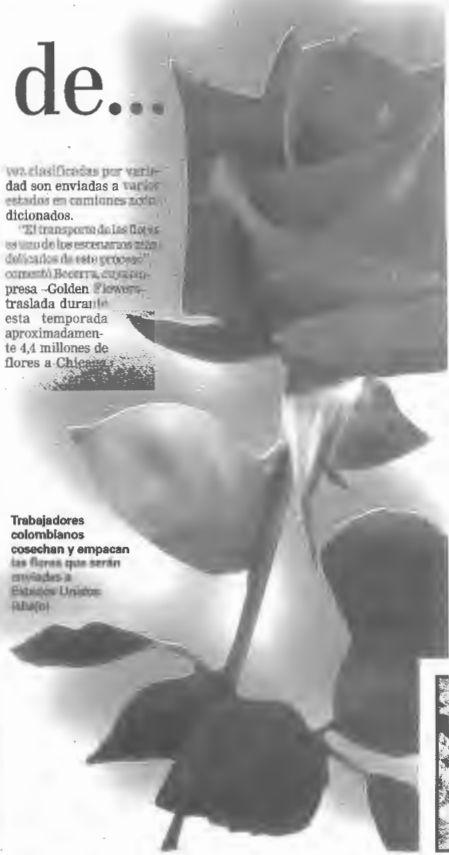 de...
vez clasificadas por varie-
dad son enviadas a varios
estados en camiones acon-
dicionados.
"El transporte de las flores
es uno de los escenarios más
delicados de este proceso",
comentó Becerra, cuya em-
presa -Golden Flowers-
traslada durante
esta temporada
aproximadamen-
te 4,4 millones de
flores a Chicago.
Trabajadores
colombianos
cosechan y empacan
las flores que serán
enviadas a
Estados Unidos
(abajo)